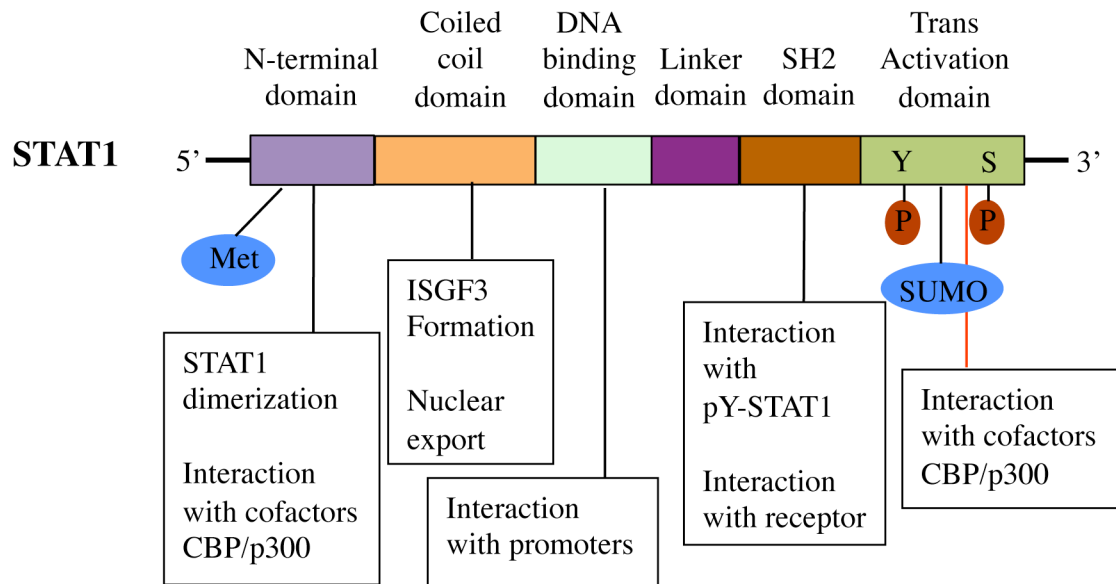 N-terminal
domain
Coiled
coil
domain
DNA
binding
domain
Linker
domain
SH2
domain
Trans
Activation
domain
STAT1
5’
Y
S
3’
P
P
Met
SUMO
STAT1
dimerization
Interaction
with cofactors
CBP/p300
ISGF3
Formation
Nuclear
export
Interaction
with promoters
Interaction
with
pY-STAT1
Interaction
with receptor
Interaction
with cofactors
CBP/p300